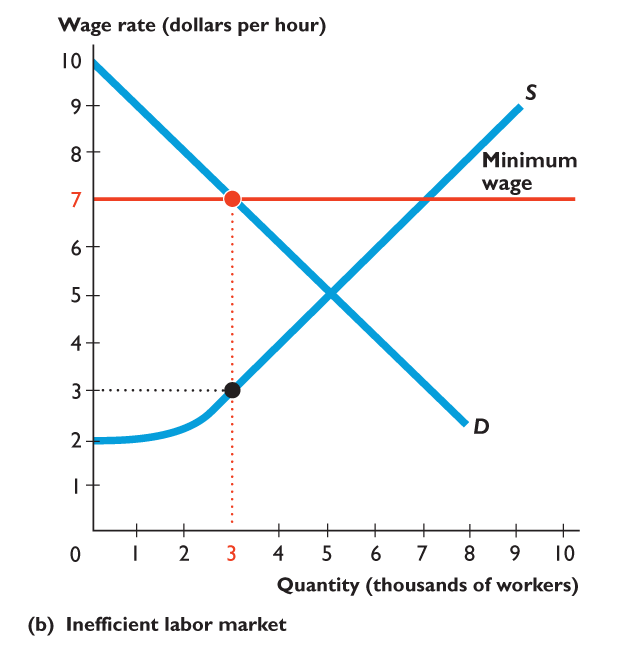 Wage rate (dollars per hour)
10
9
S
8
Minimum
wage
7
6
5
4
3
D
2
1
0 1 2 3 4 5 6 7 8 9 10
Quantity (thousands of workers)
(b) Inefficient labor market